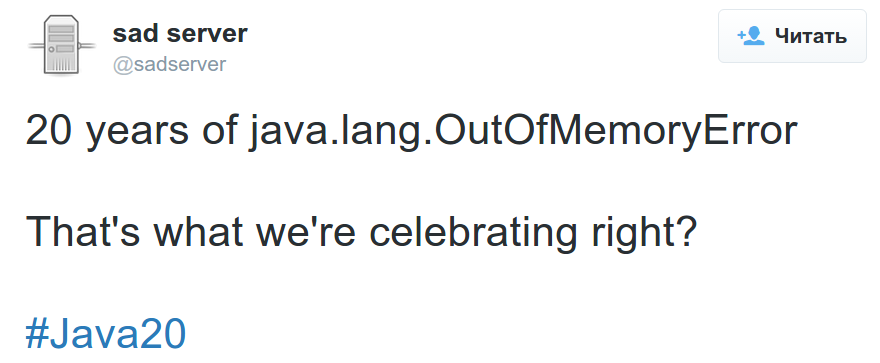 sad server
@sadserver
Читать
20 years of java.lang.OutOfMemoryError
That's what we're celebrating right?
#Java20